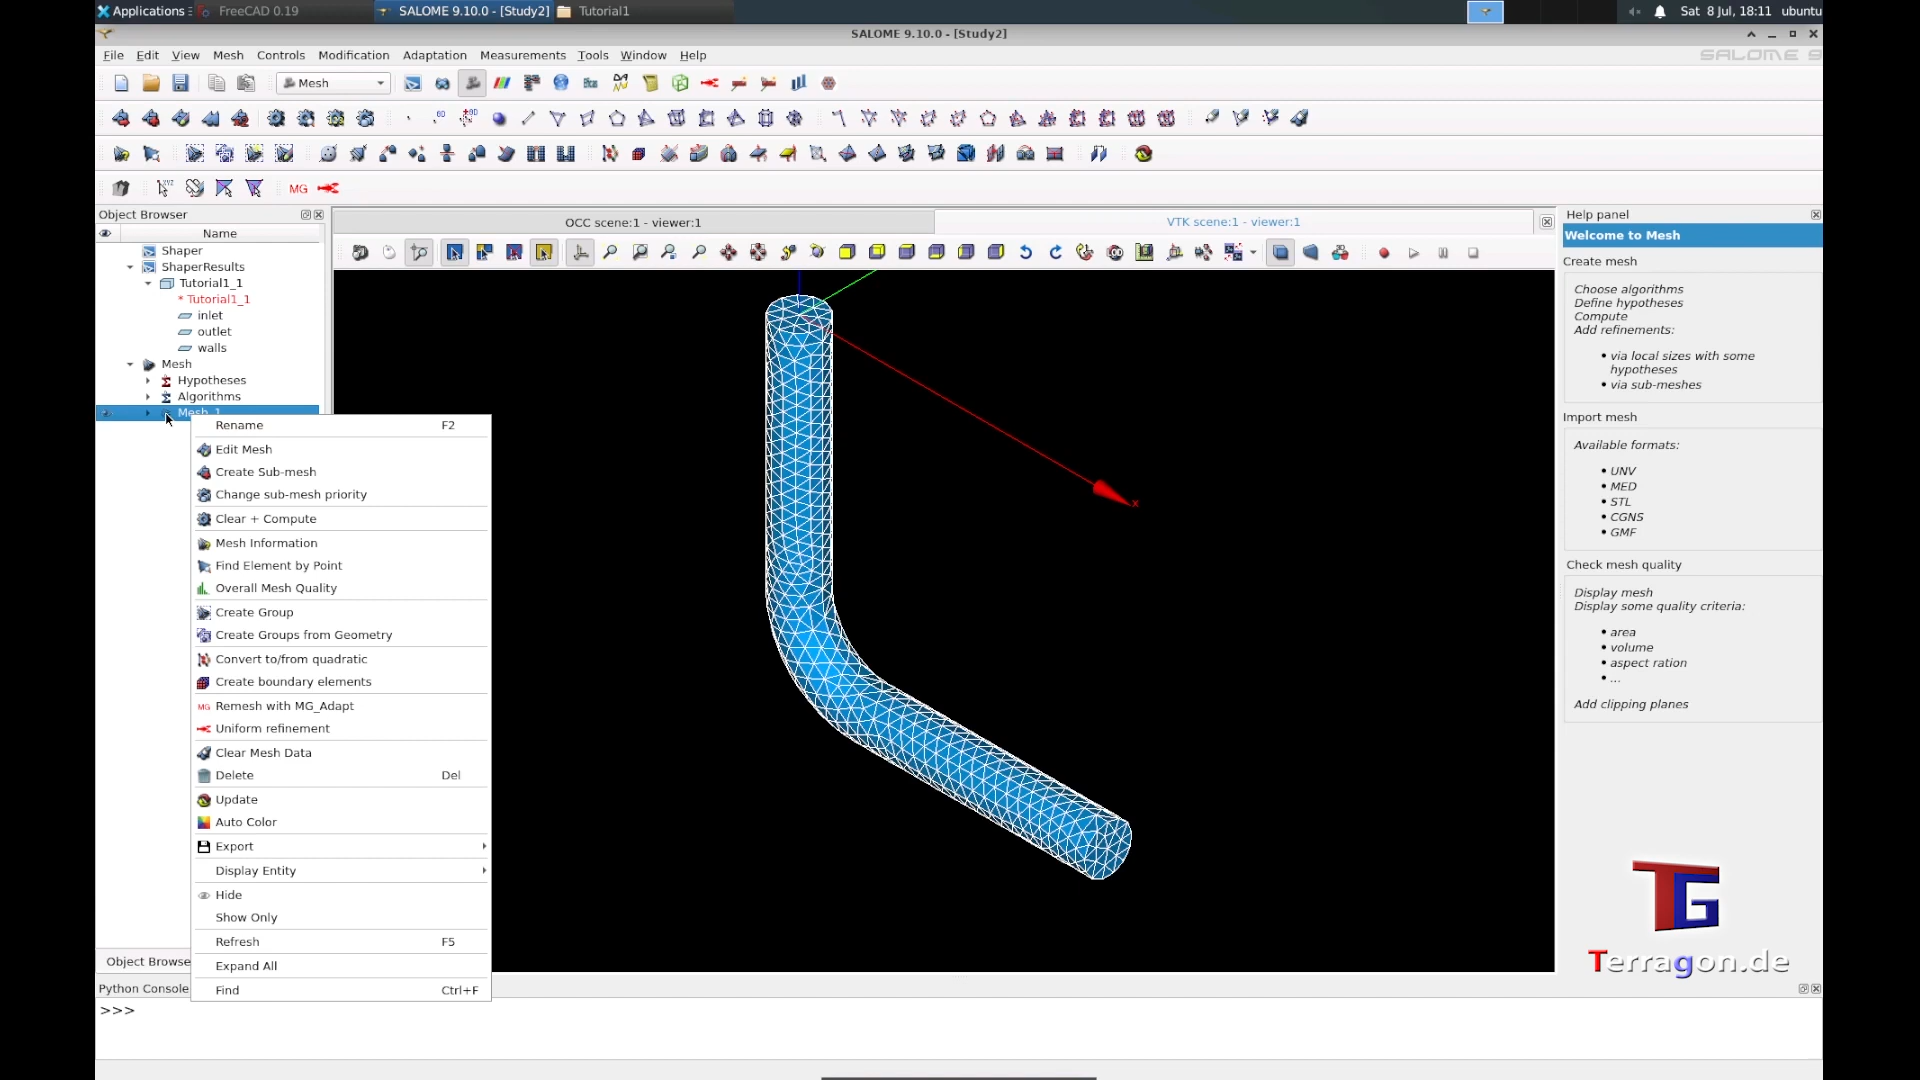 Applications
FreeCAD 0.19
SALOME 9.10.0 - [Study2]
Tutorial1
Sat 8 Jul, 18:11
ubuntu
SALOME 9.10.0 - [Study2]
File Edit View Mesh Controls Modification Adaptation Measurements Tools Window Help
SALOME 9
Mesh
MG
Object Browser
Name
Shaper
ShaperResults
Tutorial1_1
* Tutorial1_1
inlet
outlet
walls
Mesh
Hypotheses
Algorithms
Mesh_1
Rename F2
Edit Mesh
Create Sub-mesh
Change sub-mesh priority
Clear + Compute
Mesh Information
Find Element by Point
Overall Mesh Quality
Create Group
Create Groups from Geometry
Convert to/from quadratic
Create boundary elements
MG Remesh with MG_Adapt
Uniform refinement
Clear Mesh Data
Delete Del
Update
Auto Color
Export
Display Entity
Hide
Show Only
Refresh F5
Expand All
Find Ctrl+F
Object Browse
Python Console
>>>
OCC scene:1 - viewer:1
VTK scene:1 - viewer:1
x
Help panel
Welcome to Mesh
Create mesh
Choose algorithms
Define hypotheses
Compute
Add refinements:
• via local sizes with some
hypotheses
• via sub-meshes
Import mesh
Available formats:
• UNV
• MED
• STL
• CGNS
• GMF
Check mesh quality
Display mesh
Display some quality criteria:
• area
• volume
• aspect ration
• ...
Add clipping planes
TG
Terragon.de